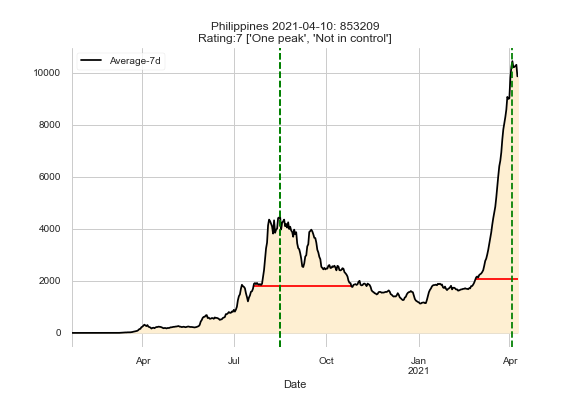 Philippines 2021-04-10: 853209
Rating:7 ['One peak', 'Not in control']
Average-7d
10000
8000
6000
4000
2000
0
Apr
Jul
Oct
Jan
2021
Apr
Date